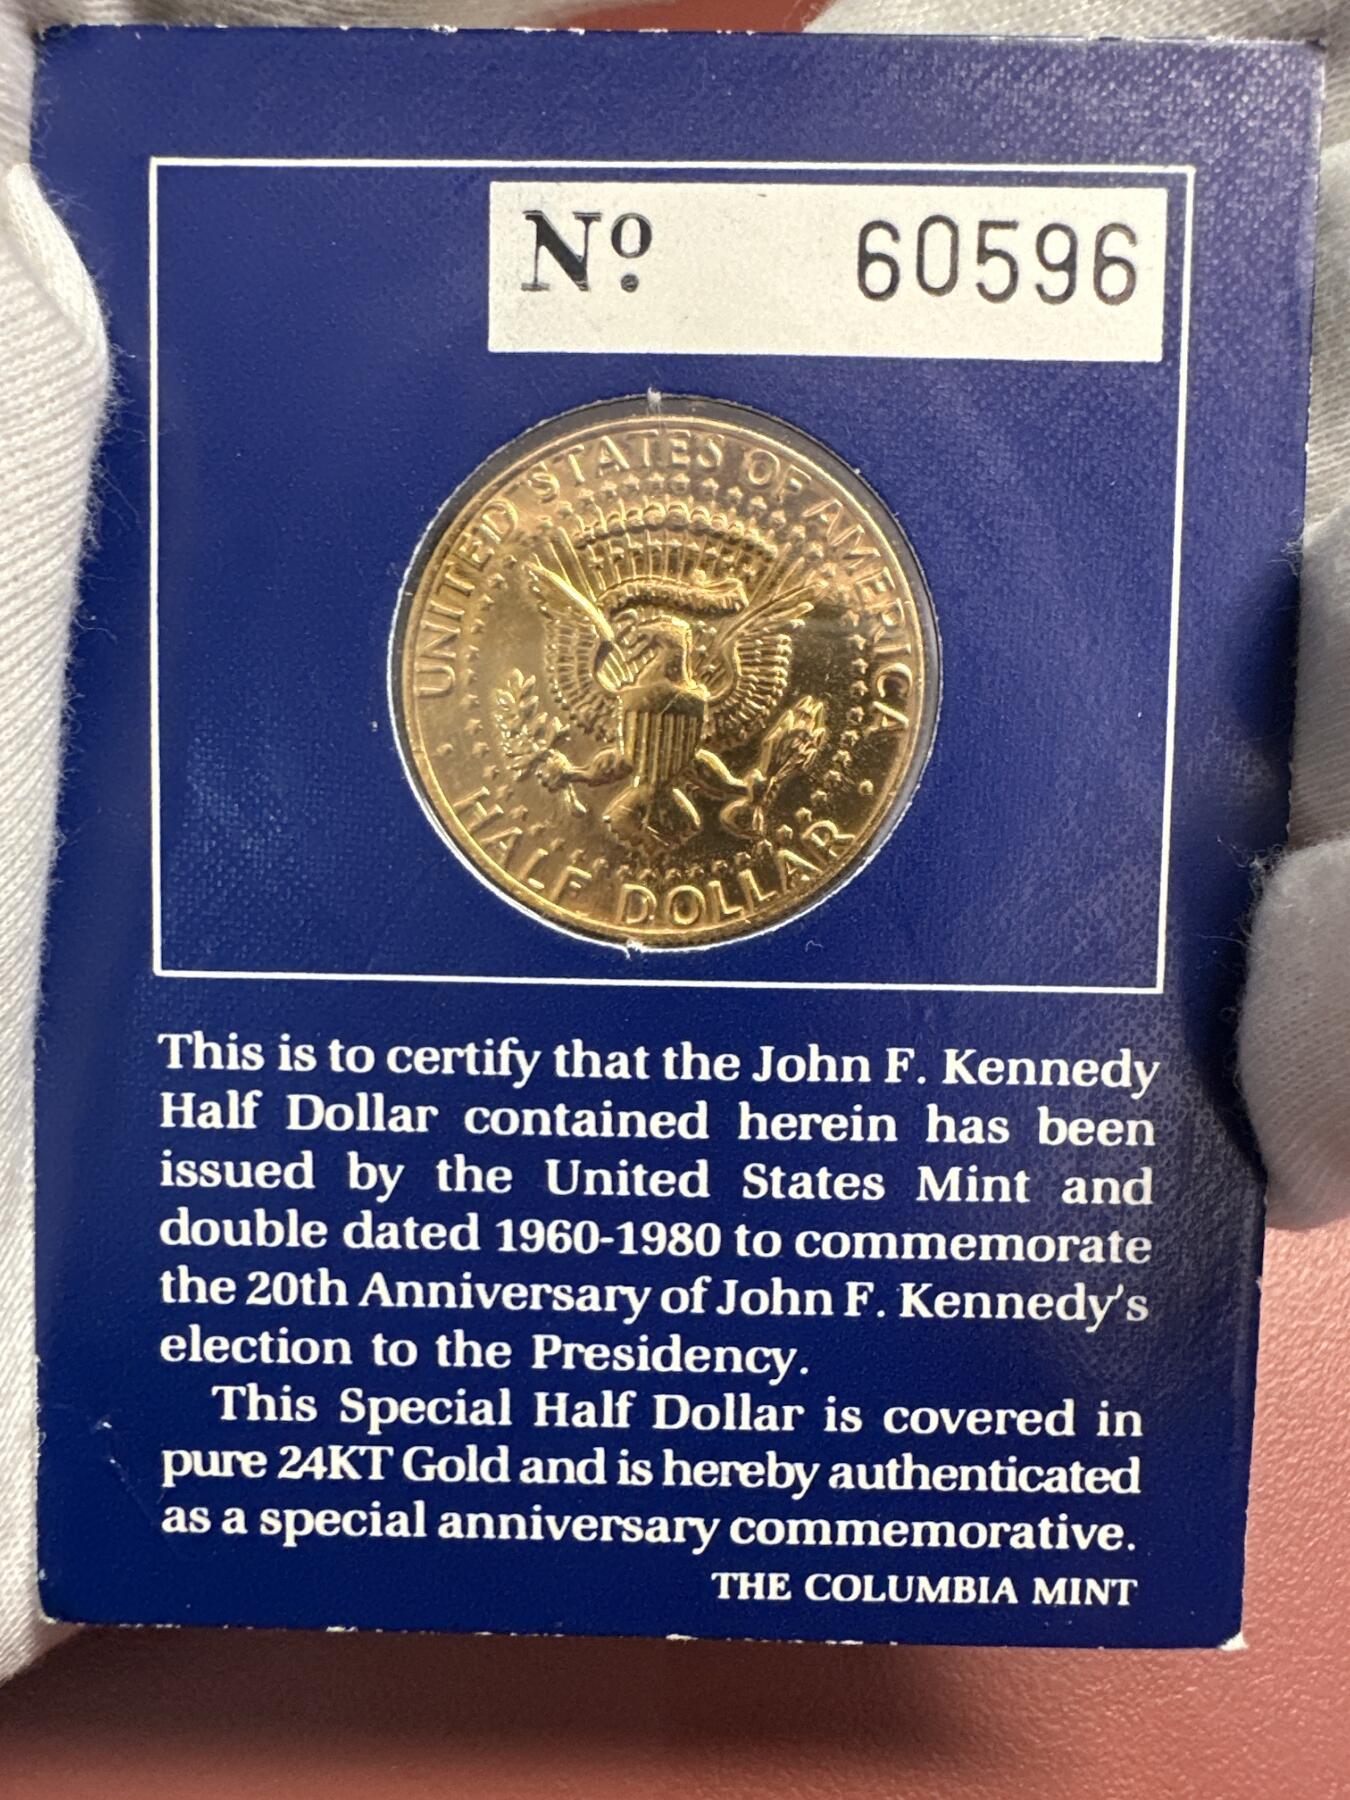 Nº 60596
UNITED STATES OF AMERICA
HALF DOLLAR
This is to certify that the John F. Kennedy
Half Dollar contained herein has been
issued by the United States Mint and
double dated 1960-1980 to commemorate
the 20th Anniversary of John F. Kennedy's
election to the Presidency.
This Special Half Dollar is covered in
pure 24KT Gold and is hereby authenticated
as a special anniversary commemorative.
THE COLUMBIA MINT